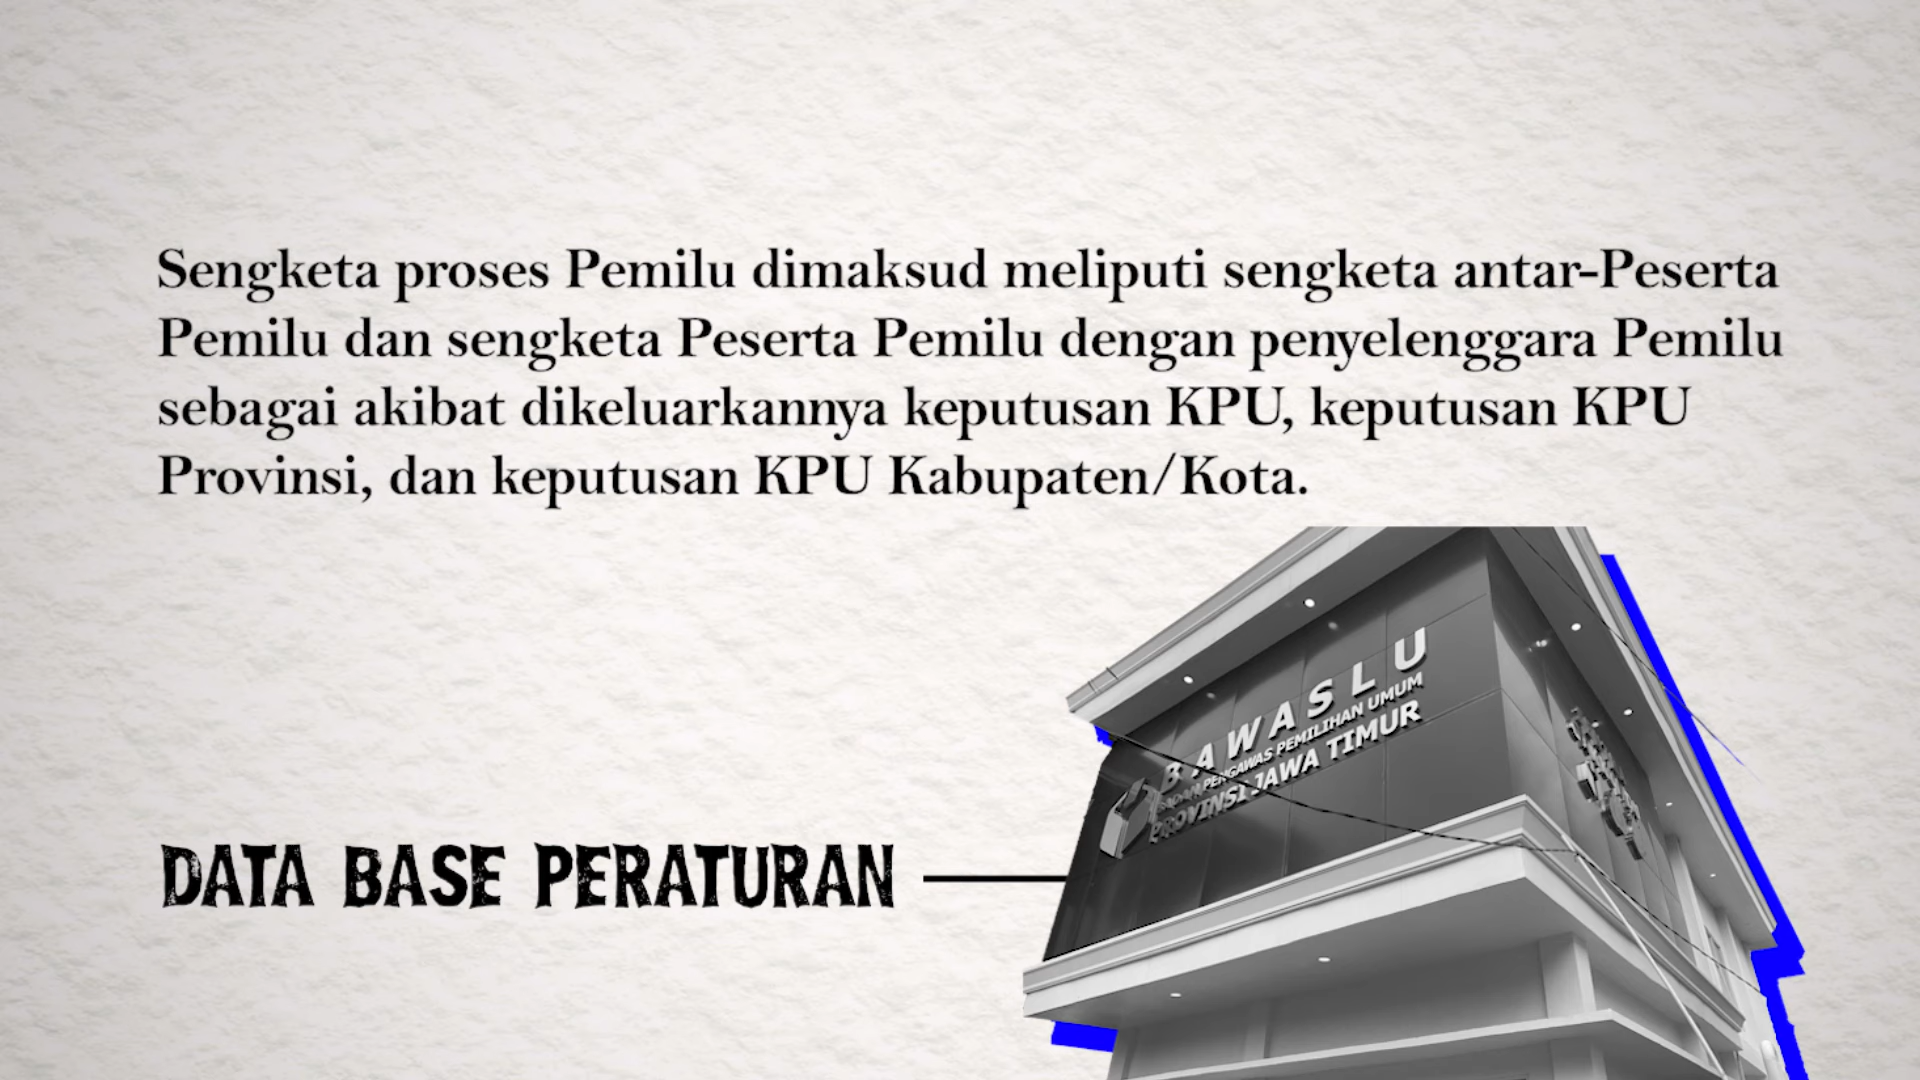 Sengketa proses Pemilu dimaksud meliputi sengketa antar-Peserta
Pemilu dan sengketa Peserta Pemilu dengan penyelenggara Pemilu
sebagai akibat dikeluarkannya keputusan KPU, keputusan KPU
Provinsi, dan keputusan KPU Kabupaten/Kota.
BAWASLU
BADAN PENGAWAS PEMILIHAN UMUM
PROVINSI JAWA TIMUR
DATA BASE PERATURAN